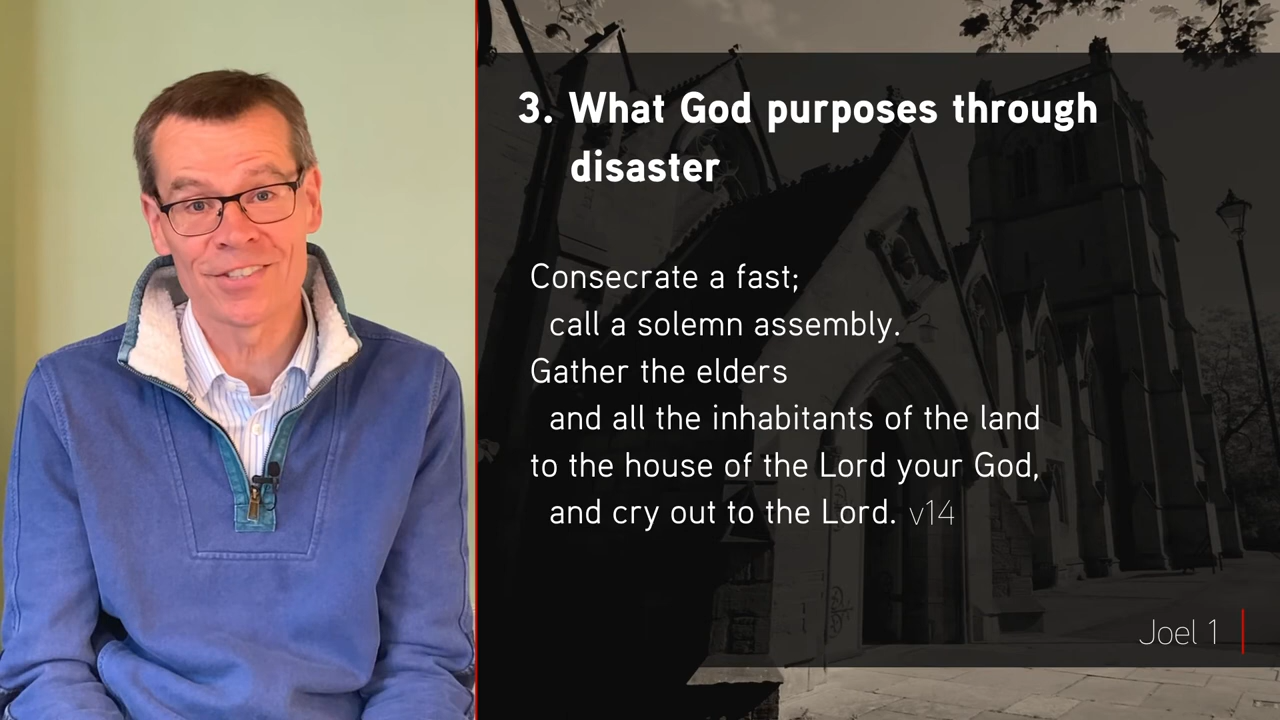 3. What God purposes through
disaster
Consecrate a fast;
call a solemn assembly.
Gather the elders
and all the inhabitants of the land
to the house of the Lord your God,
and cry out to the Lord. v14
Joel 1